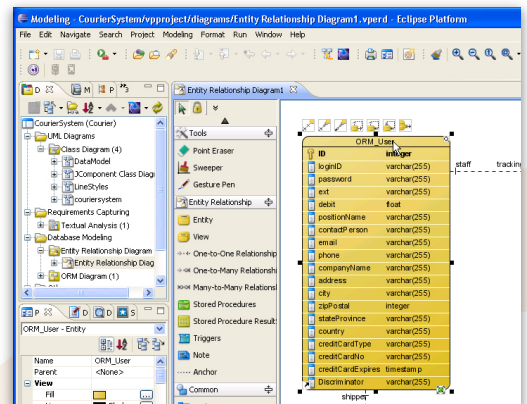 Modeling - CourierSystem/vpproject/diagrams/Entity Relationship Diagram1.vperd - Eclipse Platform
File Edit Navigate Search Project Modeling Format Run Window Help
D M P
Entity Relationship Diagram1
CourierSystem (Courier)
UML Diagrams
Class Diagram (4)
DataModel
JComponent Class Diag
LineStyles
couriersystem
Requirements Capturing
Textual Analysis (1)
Database Modeling
Entity Relationship Diagram
Entity Relationship Diag
ORM Diagram (1)
P D D S
ORM_User - Entity
Name ORM_User
Parent <None>
View
Fill
Tools
Point Eraser
Sweeper
Gesture Pen
Entity Relationship
Entity
View
One-to-One Relationship
One-to-Many Relationshi
Many-to-Many Relations
Stored Procedures
Stored Procedure Result
Triggers
Note
Anchor
Common
ORM_User
ID integer
loginID varchar(255)
password varchar(255)
ext varchar(255)
debit float
positionName varchar(255)
contactPerson varchar(255)
email varchar(255)
phone varchar(255)
companyName varchar(255)
address varchar(255)
city varchar(255)
zipPostal integer
stateProvince varchar(255)
country varchar(255)
creditCardType varchar(255)
creditCardNo varchar(255)
creditCardExpires timestamp
Discriminator varchar(255)
staff
tracking
shipper